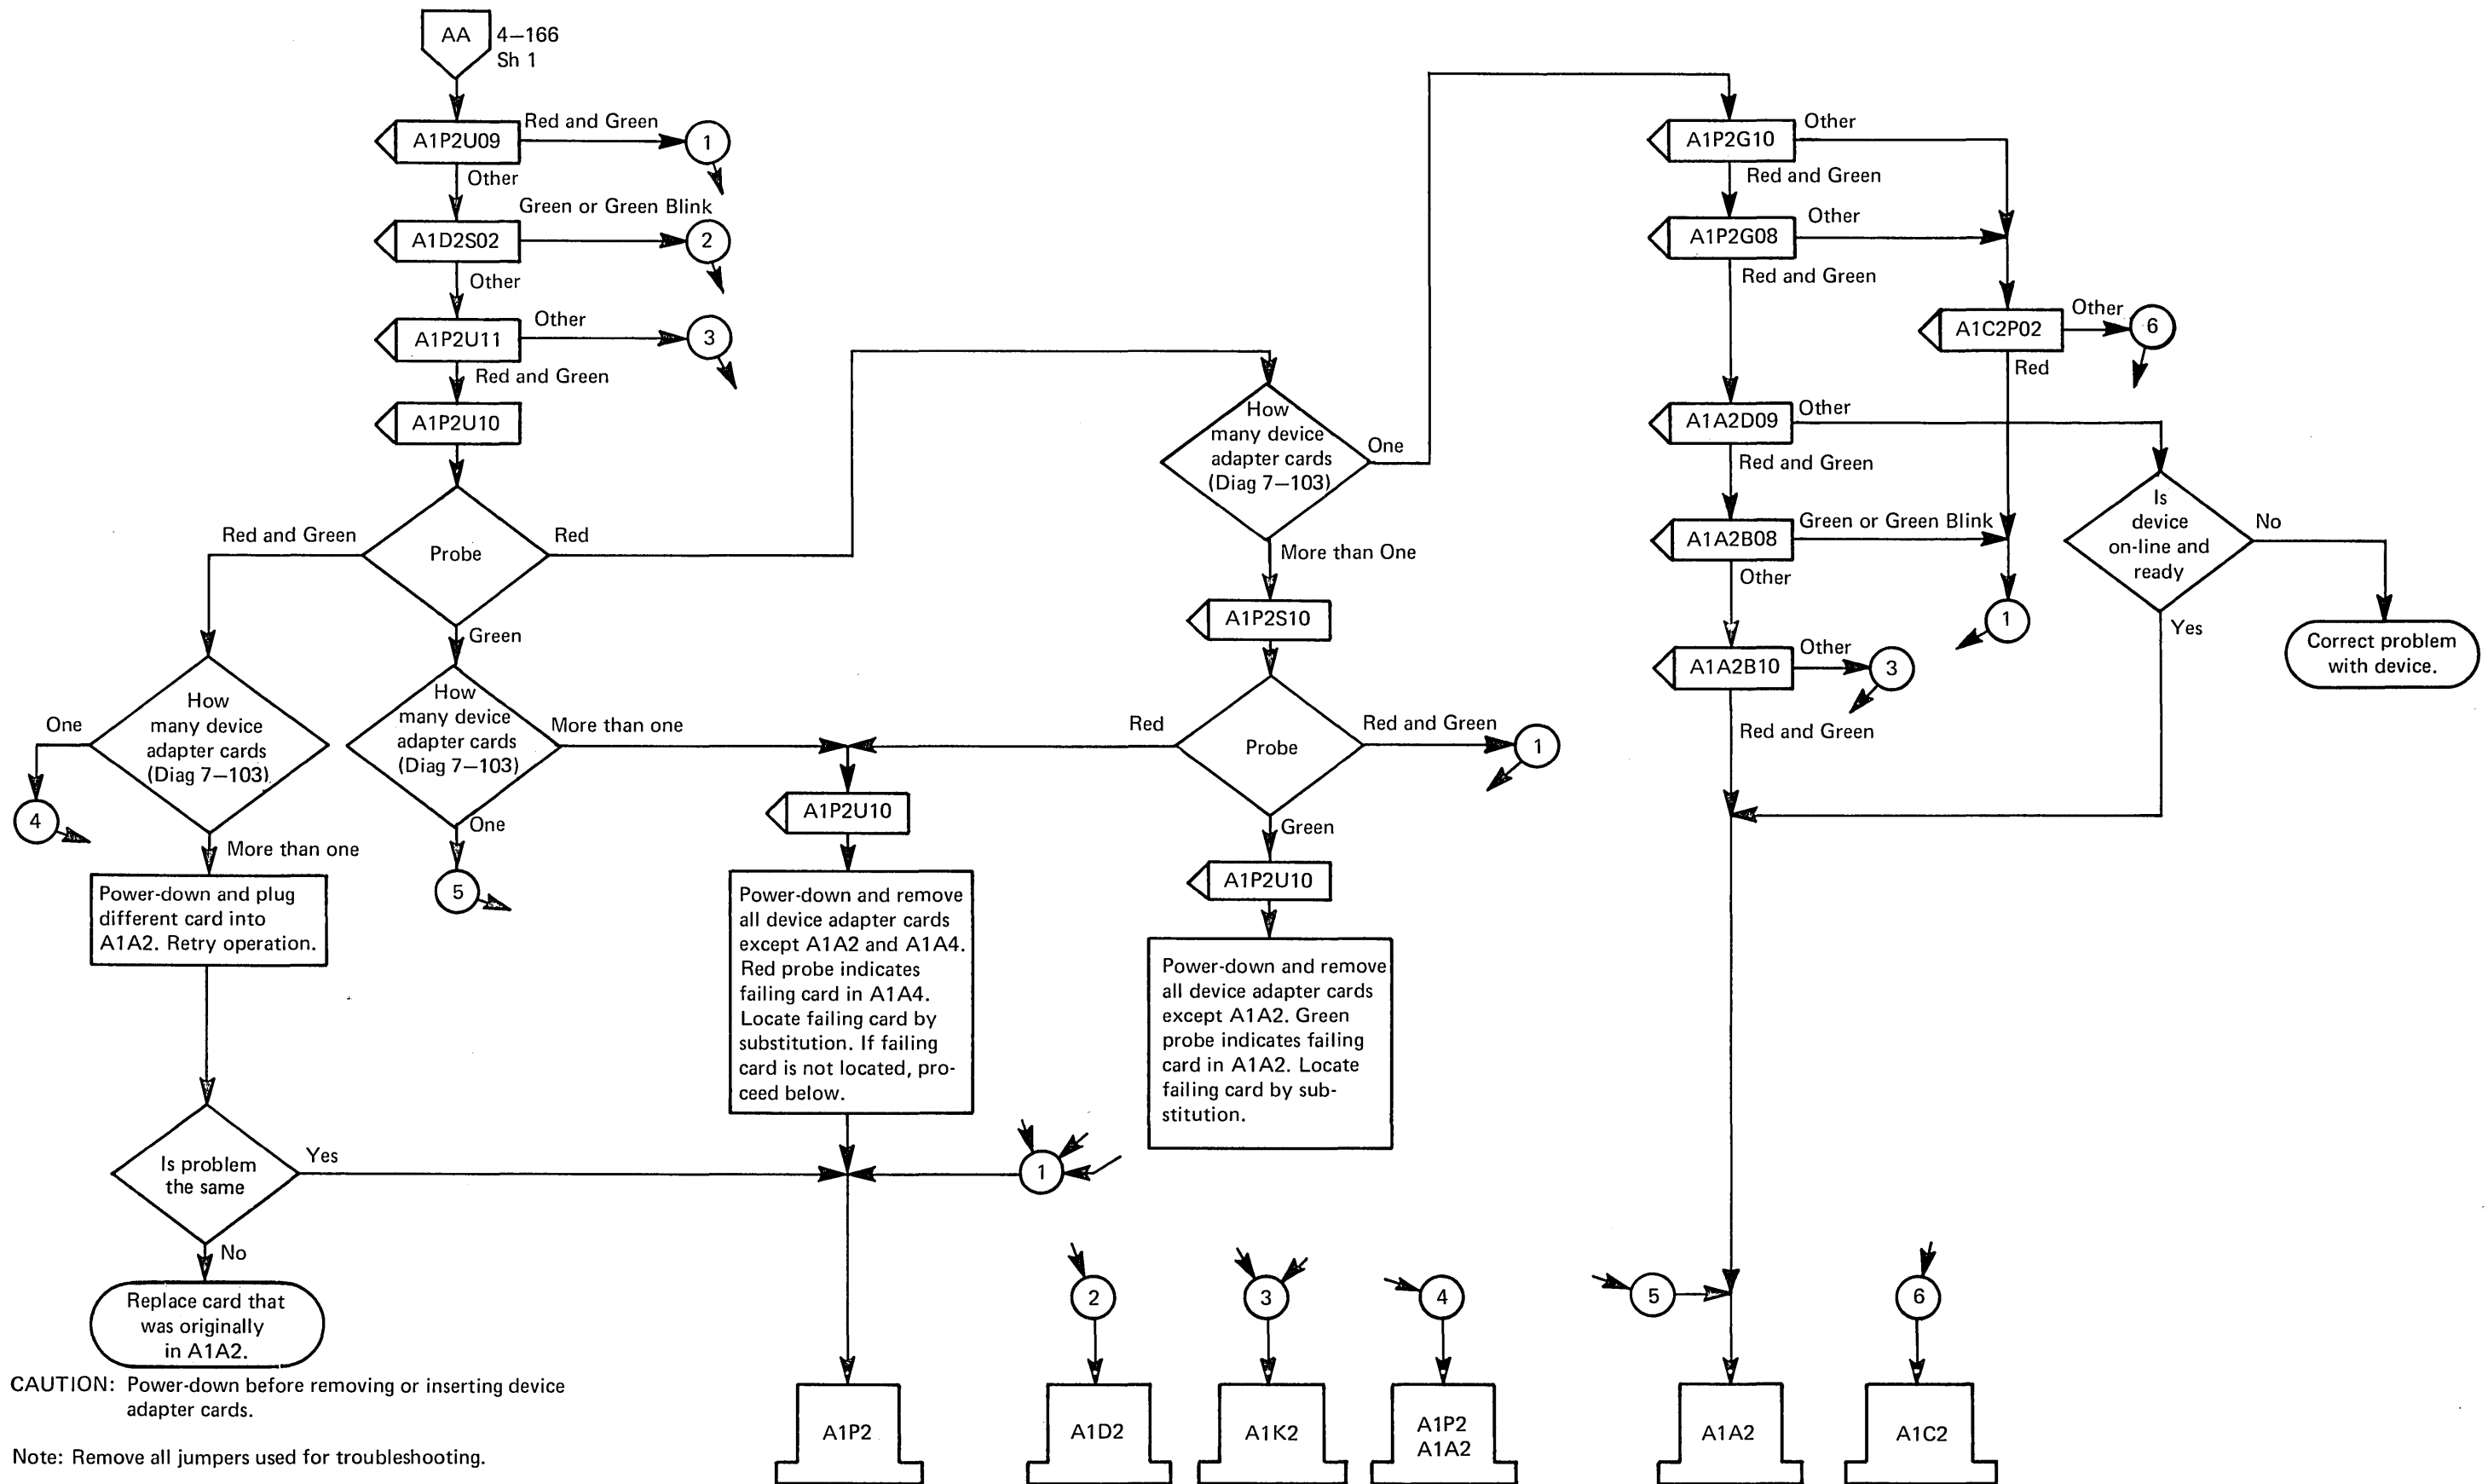 AA
4—166
Sh 1
A1P2U09
Red and Green
1
Other
Green or Green Blink
A1D2S02
2
Other
A1P2U11
Other
3
Red and Green
A1P2U10
Probe
Red and Green
Red
Green
How
many device
adapter cards
(Diag 7—103)
One
4
More than one
Power-down and plug
different card into
A1A2. Retry operation.
Is problem
the same
Yes
No
Replace card that
was originally
in A1A2.
How
many device
adapter cards
(Diag 7—103)
More than one
One
5
A1P2U10
Power-down and remove
all device adapter cards
except A1A2 and A1A4.
Red probe indicates
failing card in A1A4.
Locate failing card by
substitution. If failing
card is not located, pro-
ceed below.
How
many device
adapter cards
(Diag 7—103)
One
More than One
A1P2S10
Probe
Red
Red and Green
1
Green
A1P2U10
Power-down and remove
all device adapter cards
except A1A2. Green
probe indicates failing
card in A1A2. Locate
failing card by sub-
stitution.
1
A1P2G10
Other
Red and Green
A1P2G08
Other
Red and Green
A1C2P02
Other
6
Red
A1A2D09
Other
Red and Green
A1A2B08
Green or Green Blink
1
Other
A1A2B10
Other
3
Red and Green
Is
device
on-line and
ready
No
Yes
Correct problem
with device.
2
3
4
5
6
A1P2
A1D2
A1K2
A1P2
A1A2
A1A2
A1C2
CAUTION: Power-down before removing or inserting device
adapter cards.
Note: Remove all jumpers used for troubleshooting.